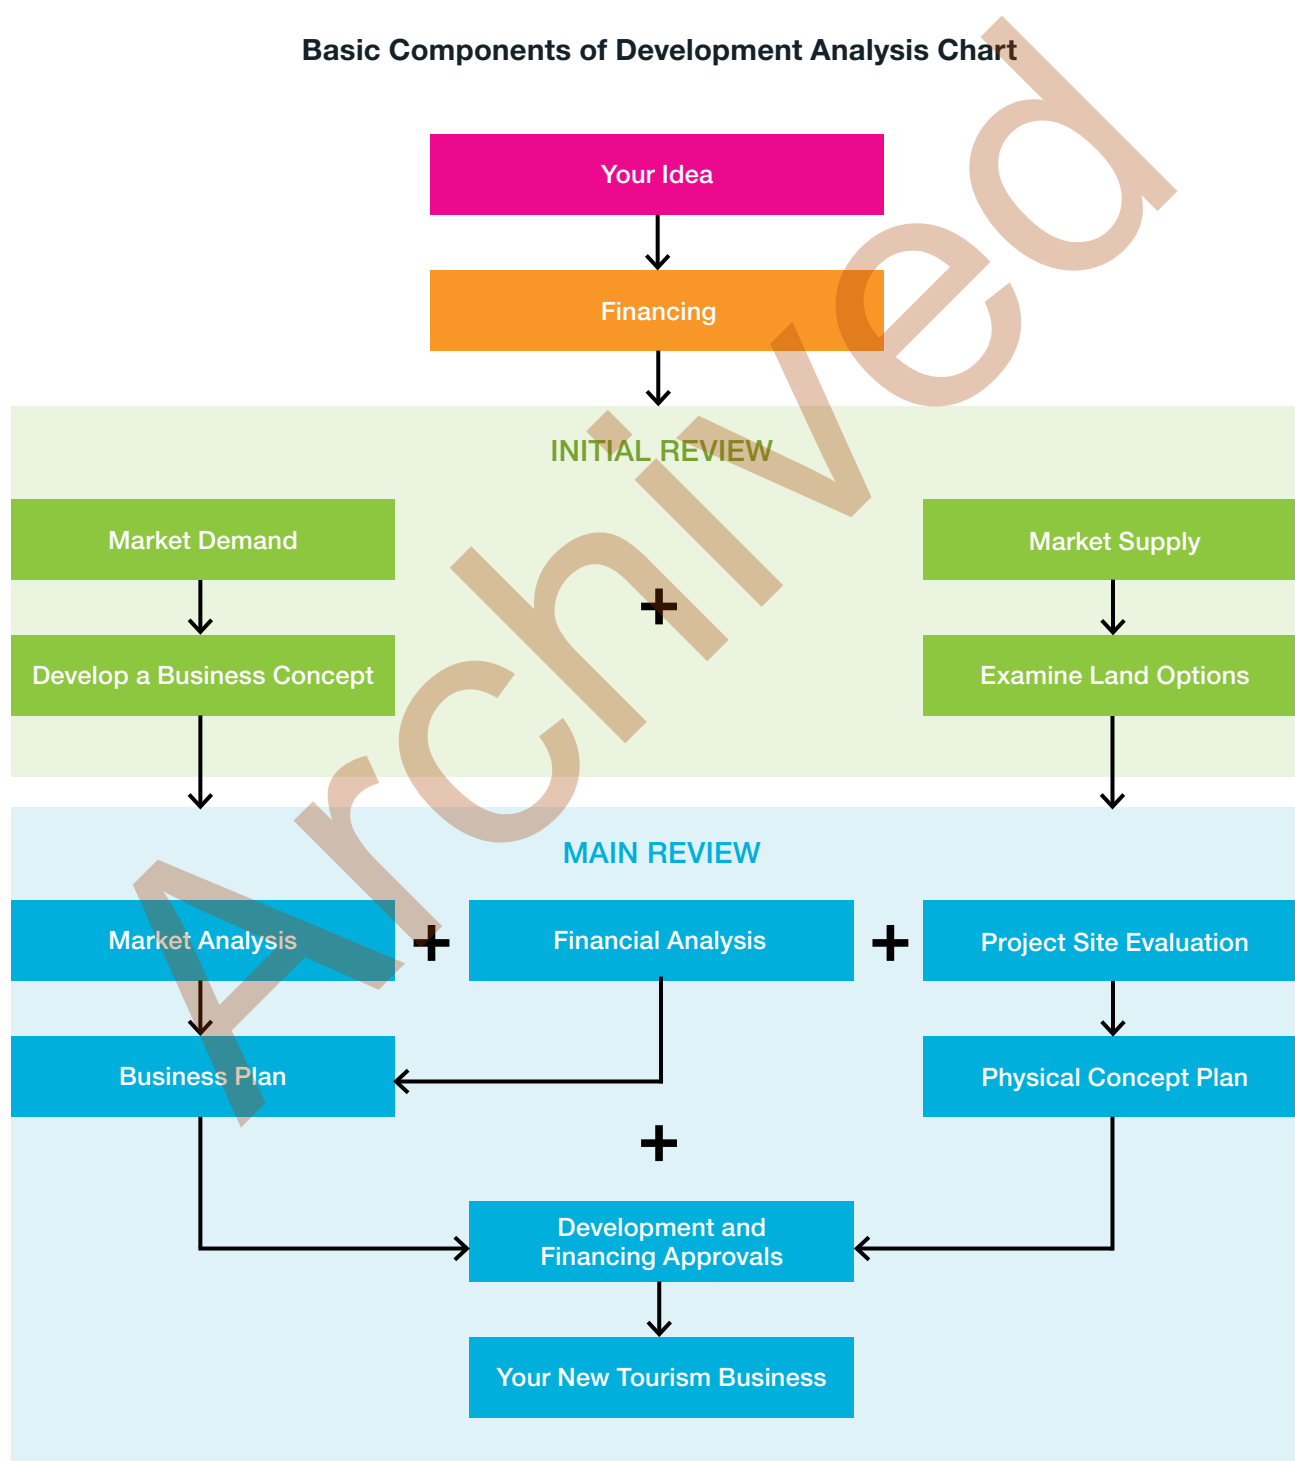 Basic Components of Development Analysis Chart
Your Idea
Financing
INITIAL REVIEW
Market Demand
Market Supply
+
Develop a Business Concept
Examine Land Options
MAIN REVIEW
Market Analysis
+
Financial Analysis
+
Project Site Evaluation
Business Plan
Physical Concept Plan
+
Development and
Financing Approvals
Your New Tourism Business
Archived